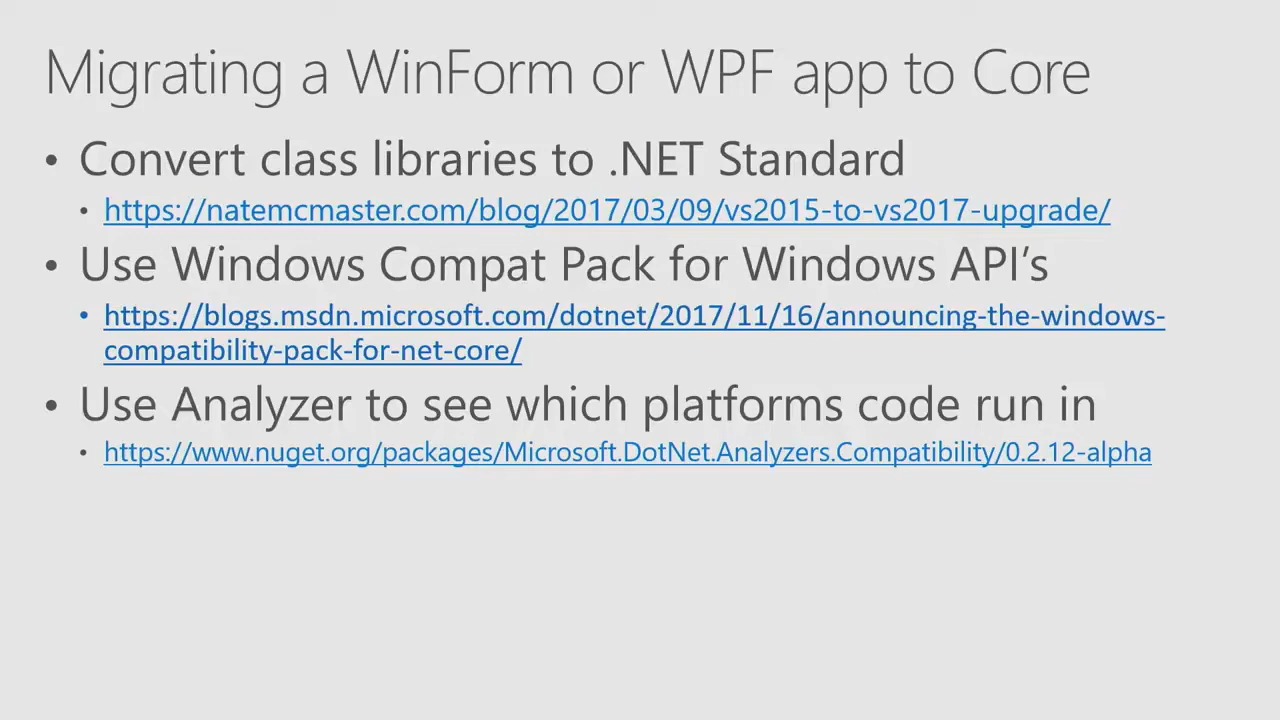 Migrating a WinForm or WPF app to Core
• Convert class libraries to .NET Standard
• https://natemcmaster.com/blog/2017/03/09/vs2015-to-vs2017-upgrade/
• Use Windows Compat Pack for Windows API’s
• https://blogs.msdn.microsoft.com/dotnet/2017/11/16/announcing-the-windows-
compatibility-pack-for-net-core/
• Use Analyzer to see which platforms code run in
• https://www.nuget.org/packages/Microsoft.DotNet.Analyzers.Compatibility/0.2.12-alpha